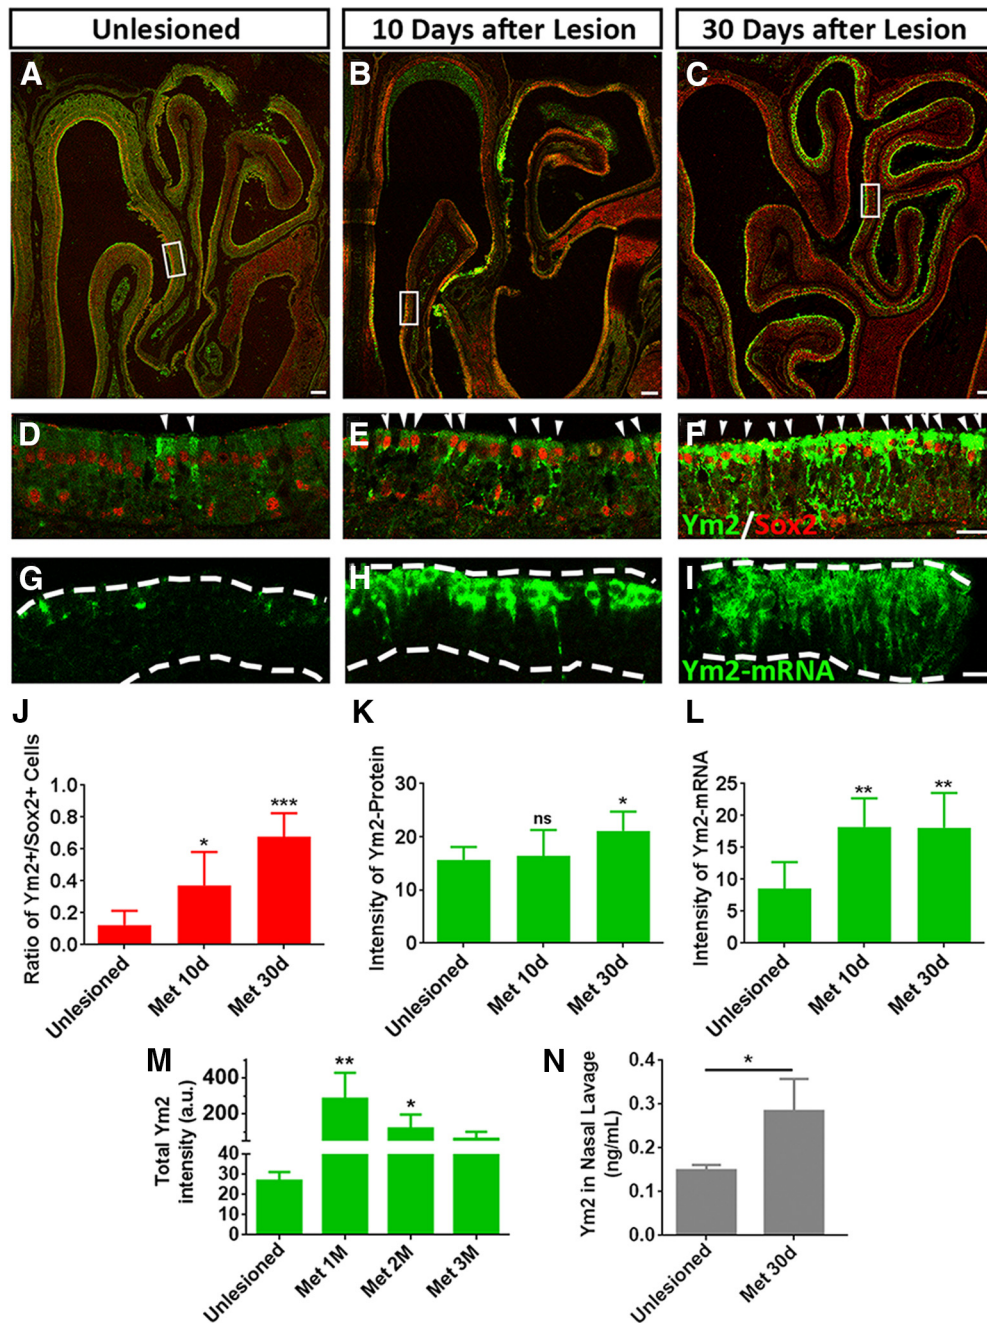 Unlesioned
10 Days after Lesion
30 Days after Lesion
A
B
C
D
E
F
Ym2/Sox2
G
H
I
Ym2-mRNA
J
K
L
Ratio of Ym2+/Sox2+ Cells
1.0
0.8
0.6
0.4
0.2
0.0
*
***
Unlesioned
Met 10d
Met 30d
Intensity of Ym2-Protein
30
20
10
0
ns
*
Unlesioned
Met 10d
Met 30d
Intensity of Ym2-mRNA
25
20
15
10
5
0
**
**
Unlesioned
Met 10d
Met 30d
M
Total Ym2
intensity (a.u.)
400
200
40
30
20
10
0
**
*
Unlesioned
Met 1M
Met 2M
Met 3M
N
Ym2 in Nasal Lavage
(ng/mL)
0.4
0.3
0.2
0.1
0.0
*
Unlesioned
Met 30d